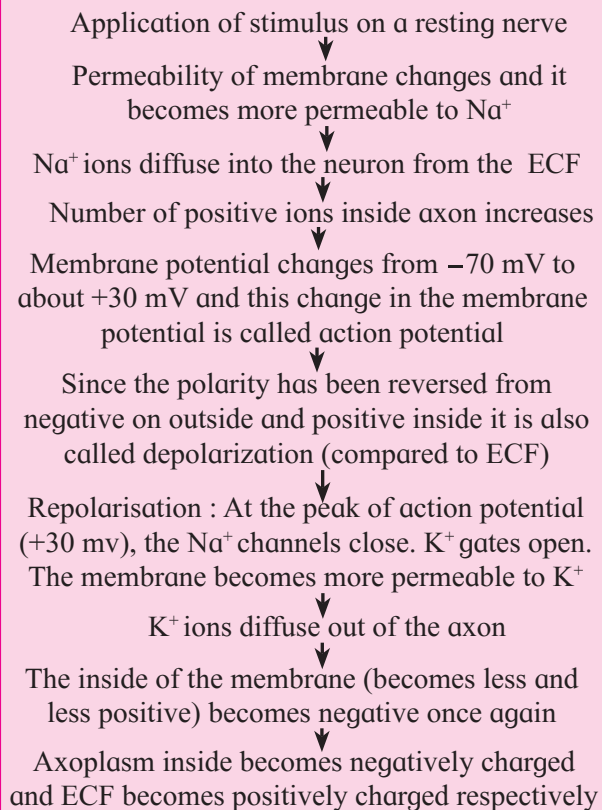 Application of stimulus on a resting nerve
Permeability of membrane changes and it
becomes more permeable to Na⁺
Na⁺ ions diffuse into the neuron from the ECF
Number of positive ions inside axon increases
Membrane potential changes from –70 mV to
about +30 mV and this change in the membrane
potential is called action potential
Since the polarity has been reversed from
negative on outside and positive inside it is also
called depolarization (compared to ECF)
Repolarisation : At the peak of action potential
(+30 mv), the Na⁺ channels close. K⁺ gates open.
The membrane becomes more permeable to K⁺
K⁺ ions diffuse out of the axon
The inside of the membrane (becomes less and
less positive) becomes negative once again
Axoplasm inside becomes negatively charged
and ECF becomes positively charged respectively